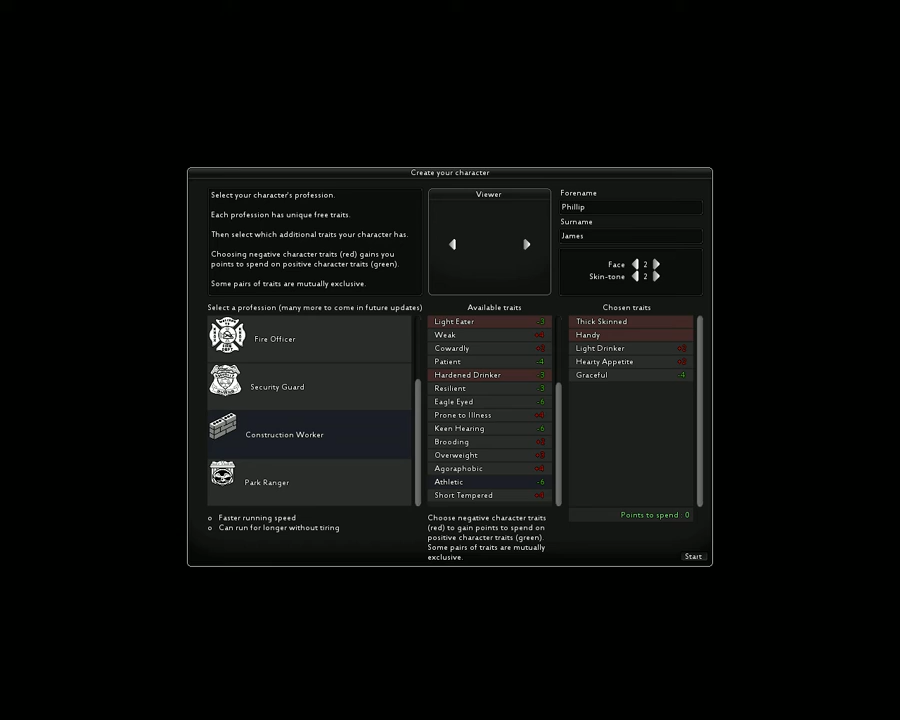 Create your character
Select your character's profession.
Each profession has unique free traits.
Then select which additional traits your character has.
Choosing negative character traits (red) gains you
points to spend on positive character traits (green).
Some pairs of traits are mutually exclusive.
Viewer
Forename
Phillip
Surname
James
Face 2
Skin-tone 2
Select a profession (many more to come in future updates)
Fire Officer
Security Guard
Construction Worker
Park Ranger
o Faster running speed
o Can run for longer without tiring
Available traits
Light Eater -3
Weak
Cowardly
Patient -4
Hardened Drinker -3
Resilient -3
Eagle Eyed -6
Prone to Illness
Keen Hearing -6
Brooding
Overweight
Agoraphobic
Athletic -6
Short Tempered
Choose negative character traits
(red) to gain points to spend on
positive character traits (green).
Some pairs of traits are mutually
exclusive.
Chosen traits
Thick Skinned
Handy
Light Drinker
Hearty Appetite
Graceful -4
Points to spend : 0
Start